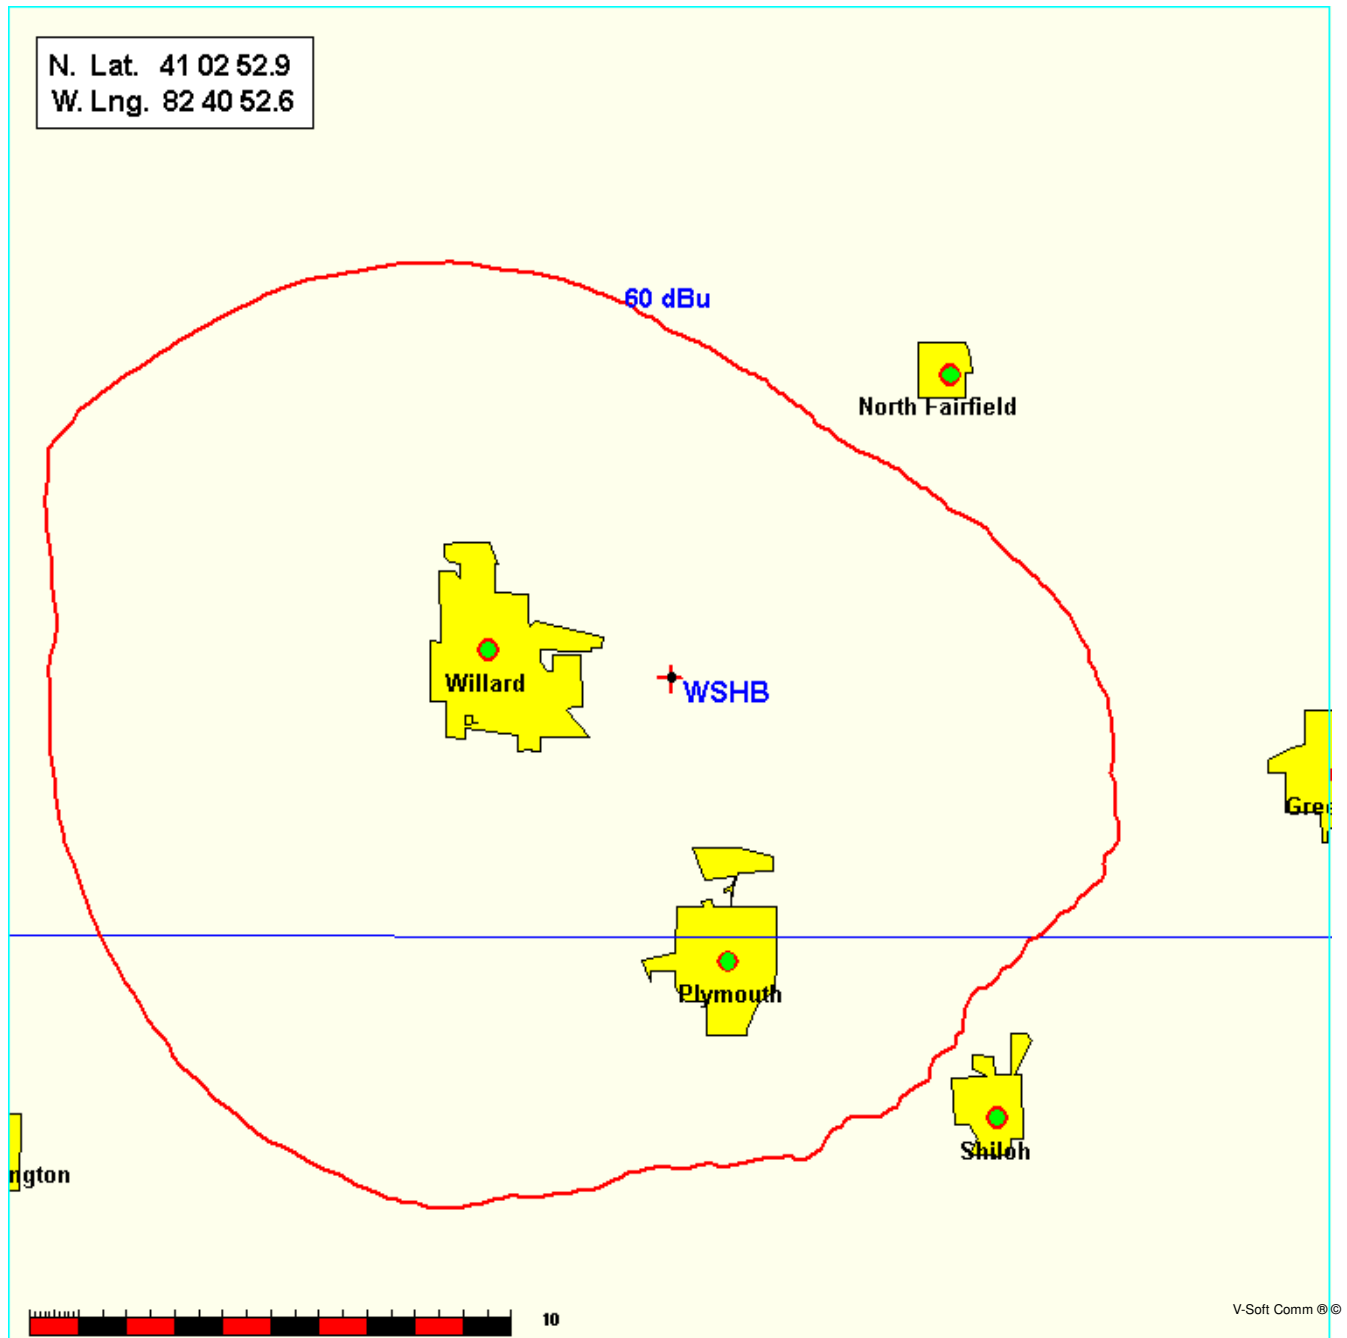 N. Lat. 41 02 52.9
W. Lng. 82 40 52.6
60 dBu
North Fairfield
Willard
WSHB
Gree
Plymouth
Shiloh
ngton
10
V-Soft Comm ® ©